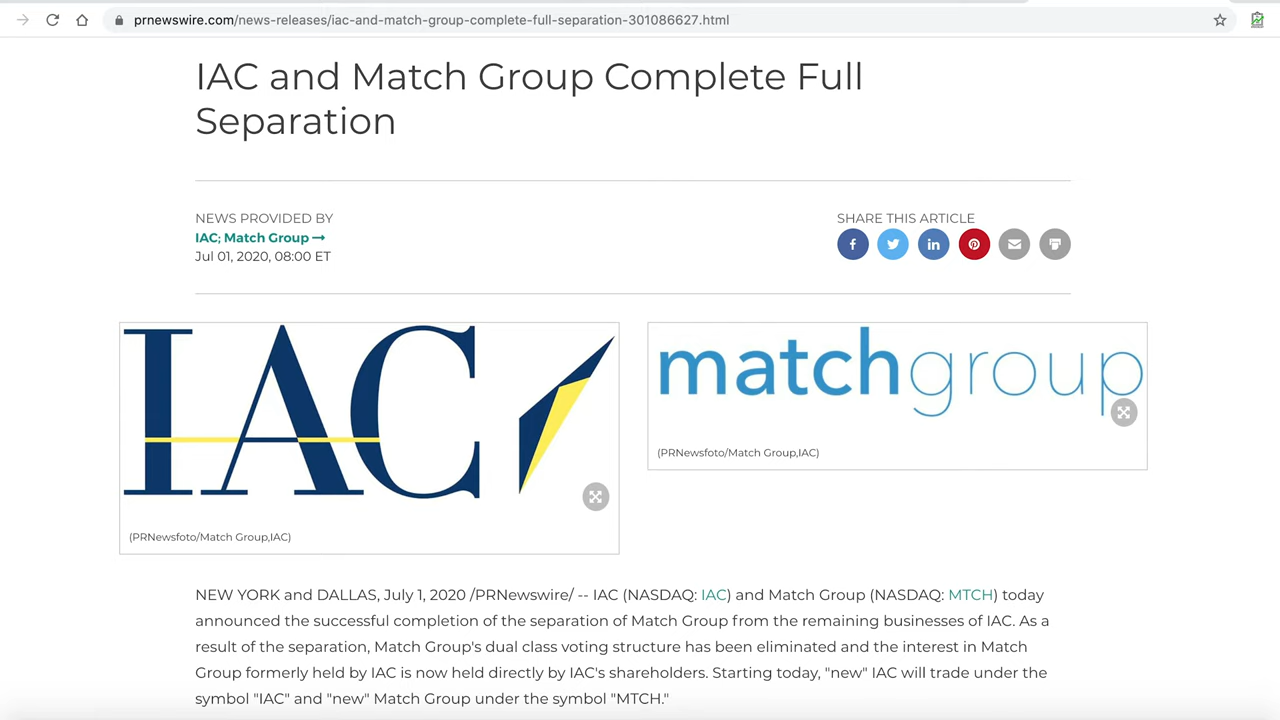 prnewswire.com/news-releases/iac-and-match-group-complete-full-separation-301086627.html
IAC and Match Group Complete Full
Separation
NEWS PROVIDED BY
IAC; Match Group →
Jul 01, 2020, 08:00 ET
SHARE THIS ARTICLE
IAC
matchgroup
(PRNewsfoto/Match Group,IAC)
(PRNewsfoto/Match Group,IAC)
NEW YORK and DALLAS, July 1, 2020 /PRNewswire/ -- IAC (NASDAQ: IAC) and Match Group (NASDAQ: MTCH) today
announced the successful completion of the separation of Match Group from the remaining businesses of IAC. As a
result of the separation, Match Group's dual class voting structure has been eliminated and the interest in Match
Group formerly held by IAC is now held directly by IAC's shareholders. Starting today, "new" IAC will trade under the
symbol "IAC" and "new" Match Group under the symbol "MTCH."